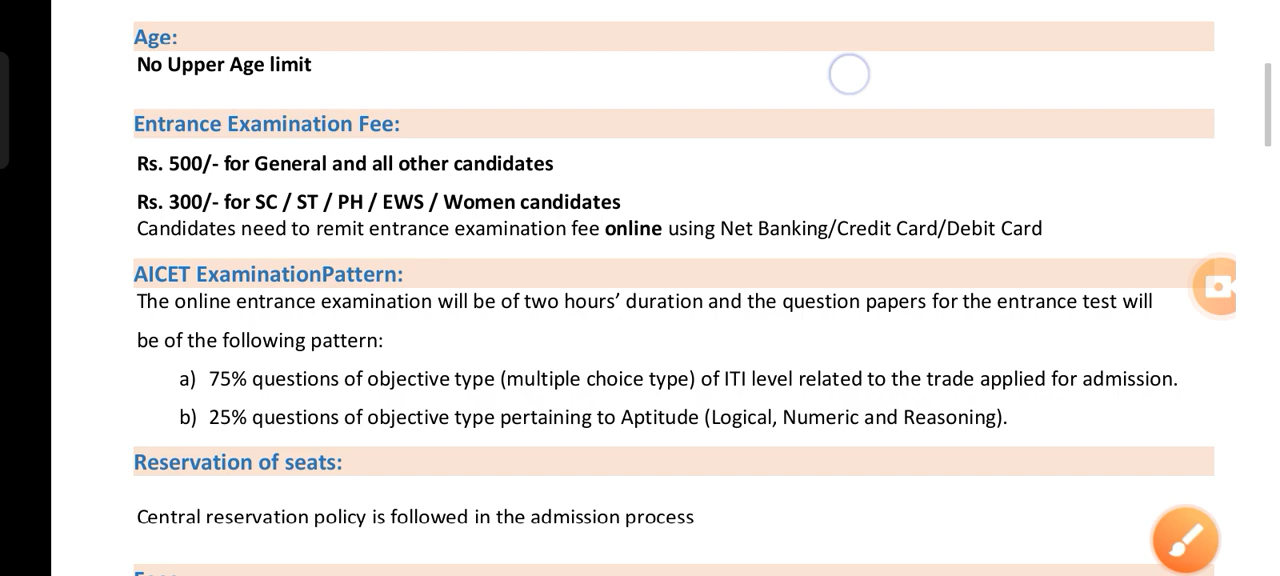 Age:
No Upper Age limit
Entrance Examination Fee:
Rs. 500/- for General and all other candidates
Rs. 300/- for SC / ST / PH / EWS / Women candidates
Candidates need to remit entrance examination fee online using Net Banking/Credit Card/Debit Card
AICET ExaminationPattern:
The online entrance examination will be of two hours’ duration and the question papers for the entrance test will
be of the following pattern:
a) 75% questions of objective type (multiple choice type) of ITI level related to the trade applied for admission.
b) 25% questions of objective type pertaining to Aptitude (Logical, Numeric and Reasoning).
Reservation of seats:
Central reservation policy is followed in the admission process